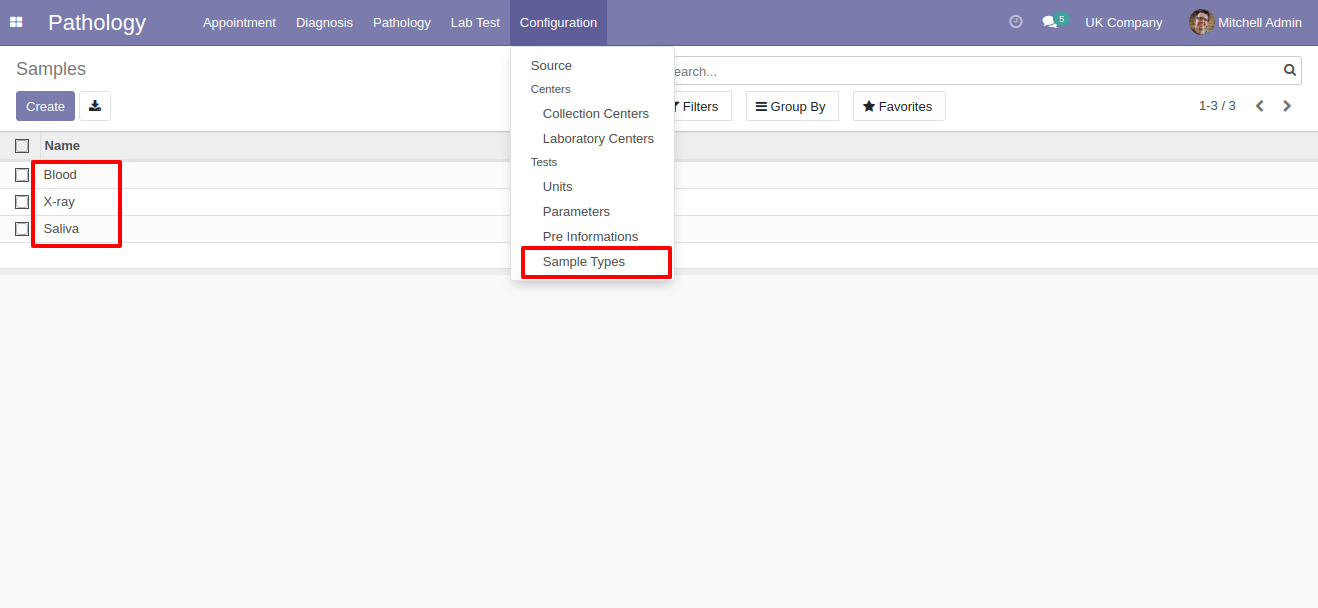 Pathology Appointment Diagnosis Pathology Lab Test Configuration 5 UK Company Mitchell Admin
Samples
earch...
Create Filters Group By Favorites 1-3 / 3
Source
Centers
Collection Centers
Laboratory Centers
Tests
Units
Parameters
Pre Informations
Sample Types
Name
Blood
X-ray
Saliva